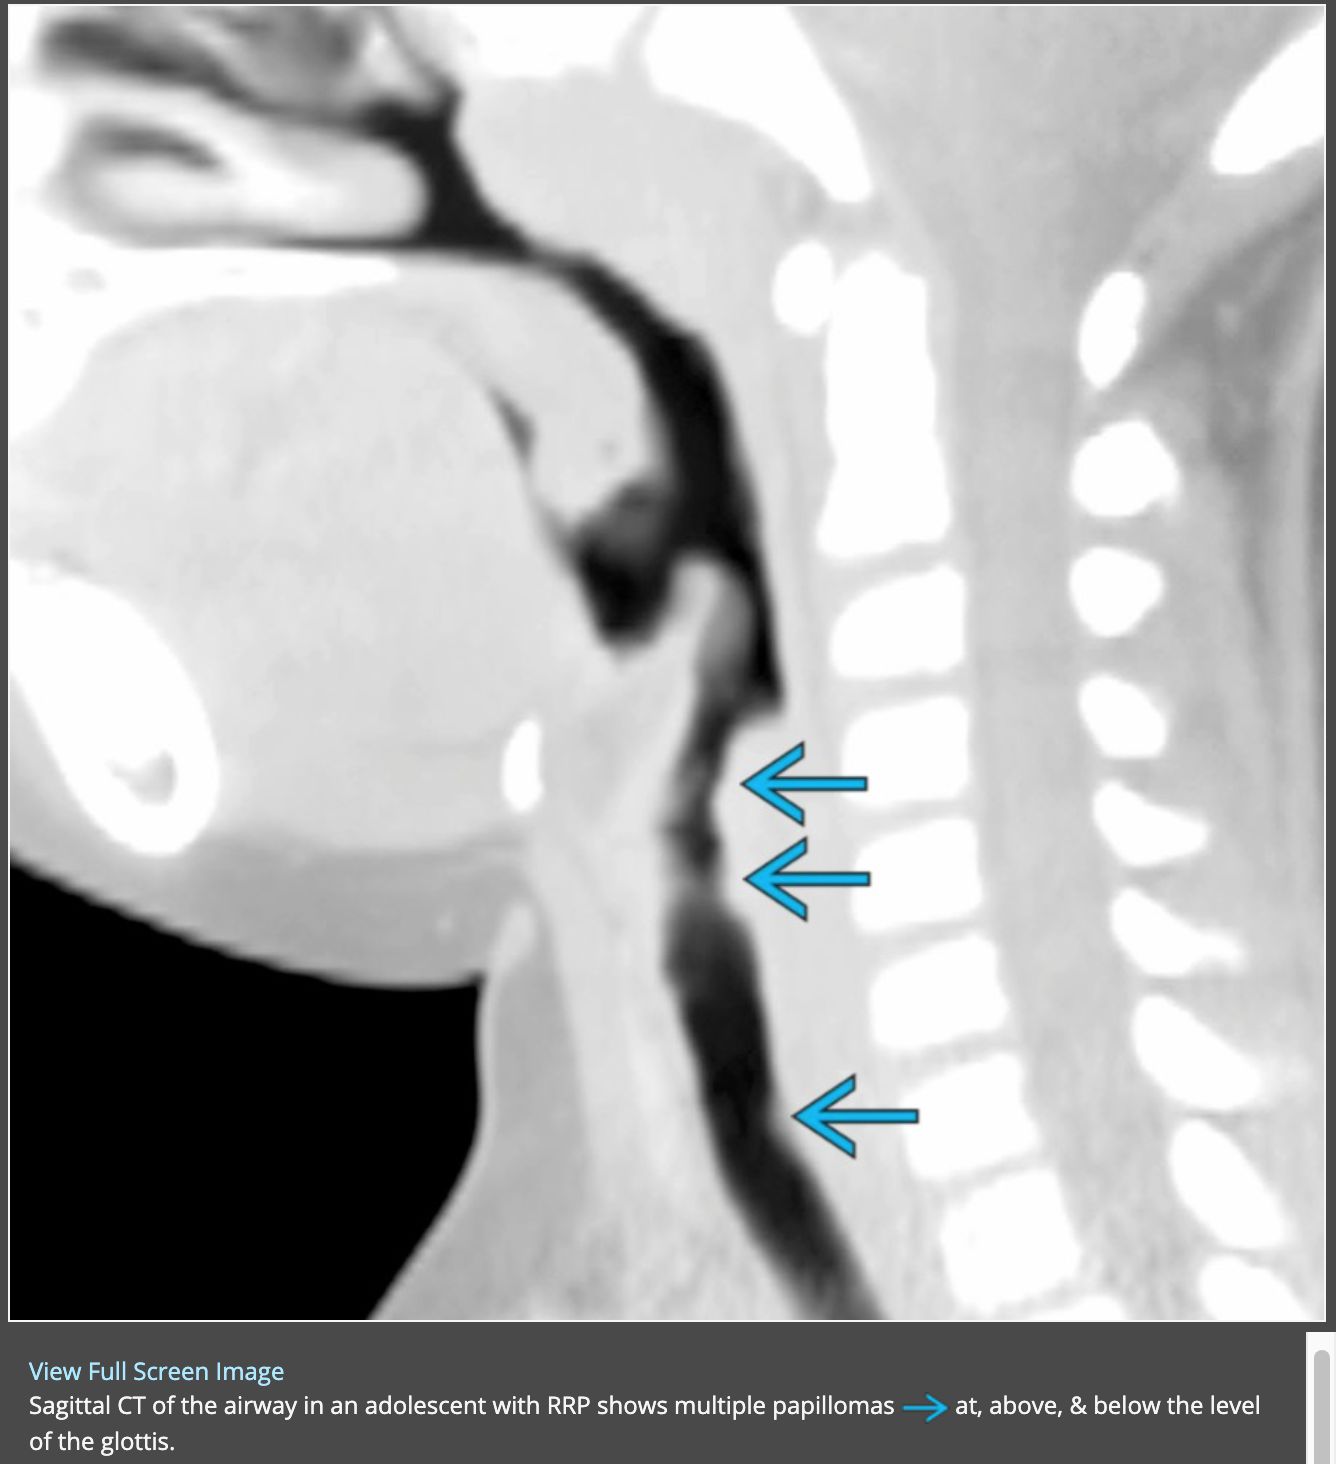 View Full Screen Image
Sagittal CT of the airway in an adolescent with RRP shows multiple papillomas → at, above, & below the level
of the glottis.